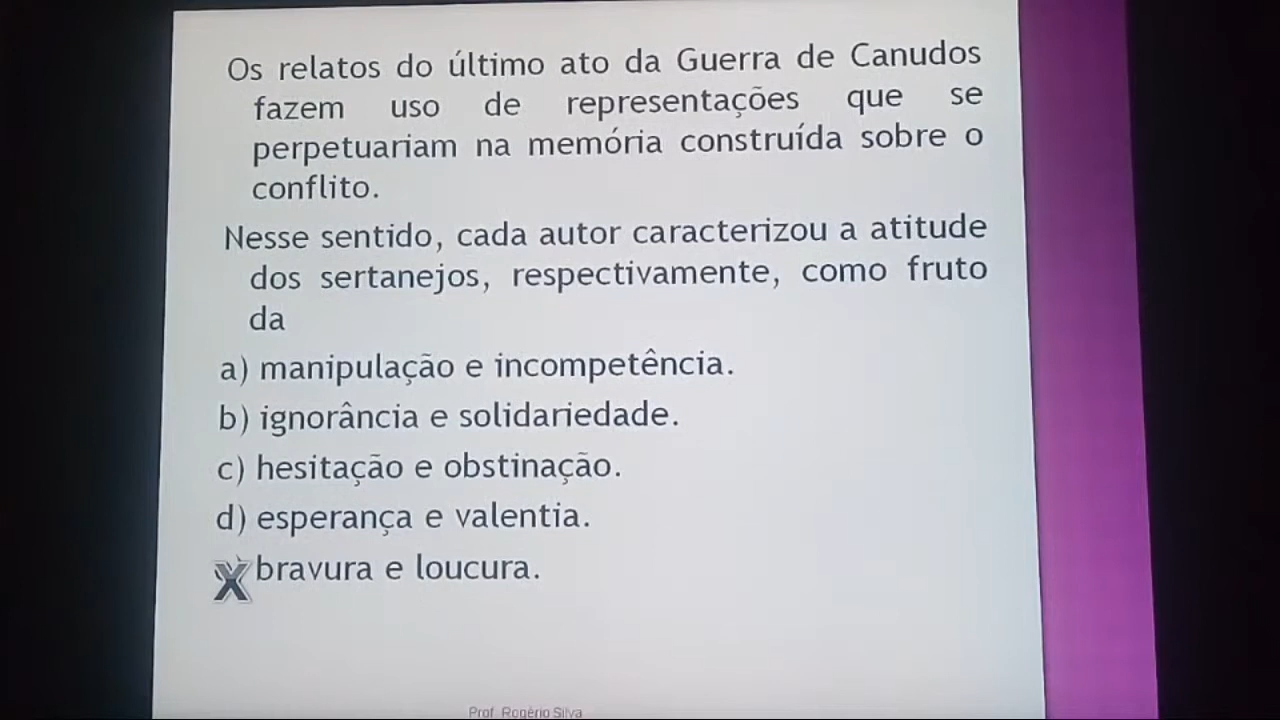 Os relatos do último ato da Guerra de Canudos
fazem uso de representações que se
perpetuariam na memória construída sobre o
conflito.
Nesse sentido, cada autor caracterizou a atitude
dos sertanejos, respectivamente, como fruto
da
a) manipulação e incompetência.
b) ignorância e solidariedade.
c) hesitação e obstinação.
d) esperança e valentia.
X bravura e loucura.
Prof. Rogério Silva